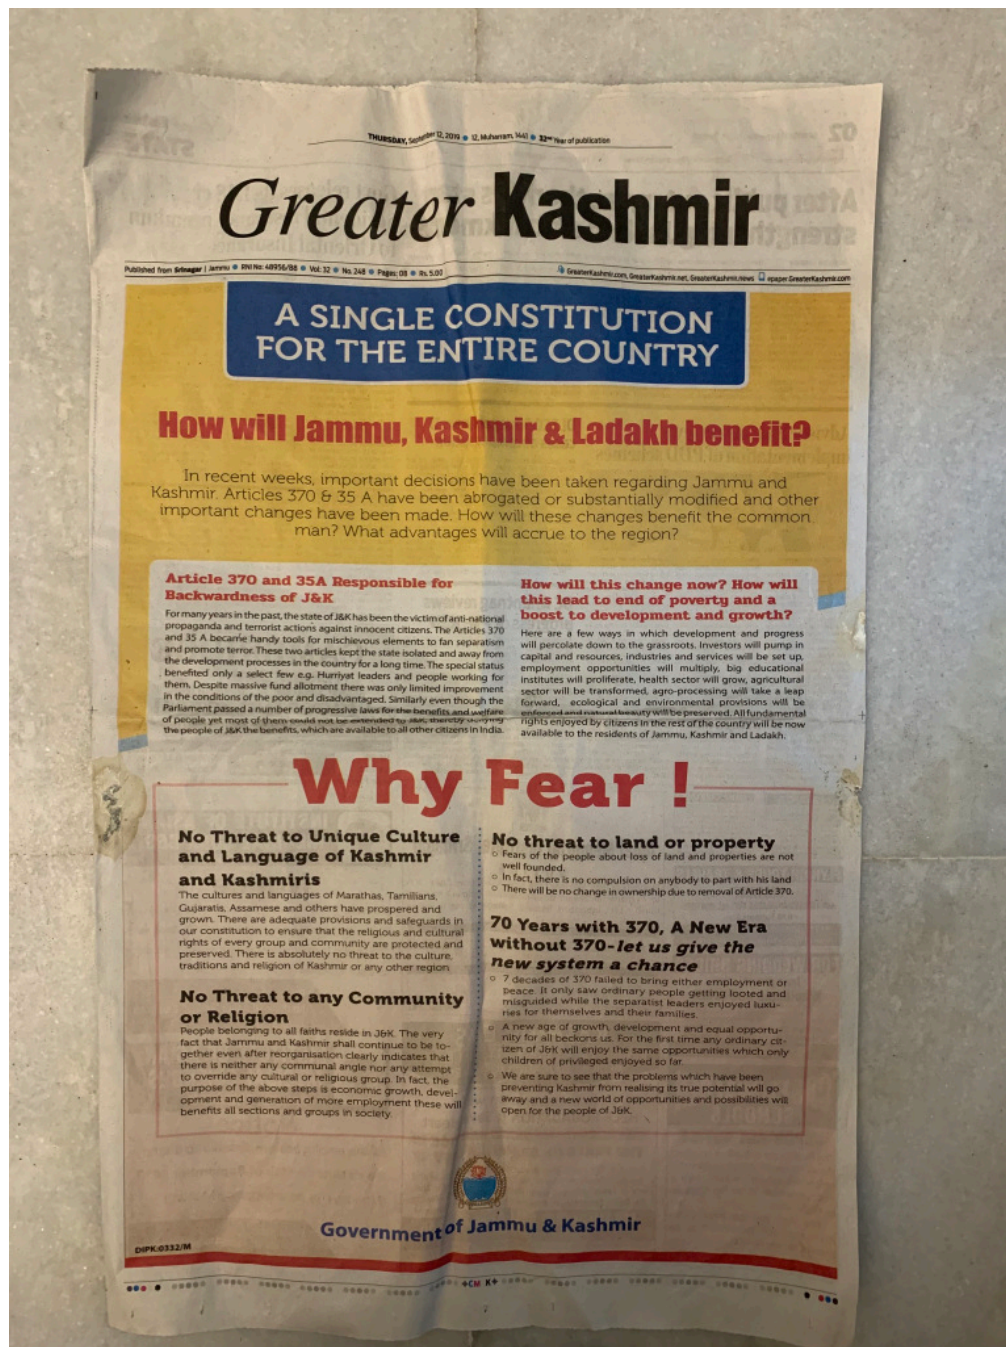 THURSDAY, September 12, 2019 ● 12, Muharram, 1441 ● 32nd Year of publication
Greater Kashmir
Published from Srinagar | Jammu ● RNI No: 48956/88 ● Vol: 32 ● No. 248 ● Pages: 08 ● Rs. 5.00
GreaterKashmir.com, GreaterKashmir.net, GreaterKashmir.news epaper.GreaterKashmir.com
A SINGLE CONSTITUTION
FOR THE ENTIRE COUNTRY
How will Jammu, Kashmir & Ladakh benefit?
In recent weeks, important decisions have been taken regarding Jammu and
Kashmir. Articles 370 & 35 A have been abrogated or substantially modified and other
important changes have been made. How will these changes benefit the common
man? What advantages will accrue to the region?
Article 370 and 35A Responsible for
Backwardness of J&K
For many years in the past, the state of J&K has been the victim of anti-national
propaganda and terrorist actions against innocent citizens. The Articles 370
and 35 A became handy tools for mischievous elements to fan separatism
and promote terror. These two articles kept the state isolated and away from
the development processes in the country for a long time. The special status
benefited only a select few e.g. Hurriyat leaders and people working for
them. Despite massive fund allotment there was only limited improvement
in the conditions of the poor and disadvantaged. Similarly even though the
Parliament passed a number of progressive laws for the benefits and welfare
of people yet most of them could not be extended to J&K, thereby denying
the people of J&K the benefits, which are available to all other citizens in India.
How will this change now? How will
this lead to end of poverty and a
boost to development and growth?
Here are a few ways in which development and progress
will percolate down to the grassroots. Investors will pump in
capital and resources, industries and services will be set up,
employment opportunities will multiply, big educational
institutes will proliferate, health sector will grow, agricultural
sector will be transformed, agro-processing will take a leap
forward, ecological and environmental provisions will be
enforced and natural beauty will be preserved. All fundamental
rights enjoyed by citizens in the rest of the country will be now
available to the residents of Jammu, Kashmir and Ladakh.
Why Fear !
No Threat to Unique Culture
and Language of Kashmir
and Kashmiris
The cultures and languages of Marathas, Tamilians,
Gujaratis, Assamese and others have prospered and
grown. There are adequate provisions and safeguards in
our constitution to ensure that the religious and cultural
rights of every group and community are protected and
preserved. There is absolutely no threat to the culture,
traditions and religion of Kashmir or any other region
No Threat to any Community
or Religion
People belonging to all faiths reside in J&K. The very
fact that Jammu and Kashmir shall continue to be to-
gether even after reorganisation clearly indicates that
there is neither any communal angle nor any attempt
to override any cultural or religious group. In fact, the
purpose of the above steps is economic growth, devel-
opment and generation of more employment these will
benefits all sections and groups in society.
No threat to land or property
○ Fears of the people about loss of land and properties are not
well founded.
○ In fact, there is no compulsion on anybody to part with his land
○ There will be no change in ownership due to removal of Article 370.
70 Years with 370, A New Era
without 370-let us give the
new system a chance
○ 7 decades of 370 failed to bring either employment or
peace. It only saw ordinary people getting looted and
misguided while the separatist leaders enjoyed luxu-
ries for themselves and their families.
○ A new age of growth, development and equal opportu-
nity for all beckons us. For the first time any ordinary cit-
izen of J&K will enjoy the same opportunities which only
children of privileged enjoyed so far.
○ We are sure to see that the problems which have been
preventing Kashmir from realising its true potential will go
away and a new world of opportunities and possibilities will
open for the people of J&K.
Government of Jammu & Kashmir
DIPK:0332/M
+CM K+